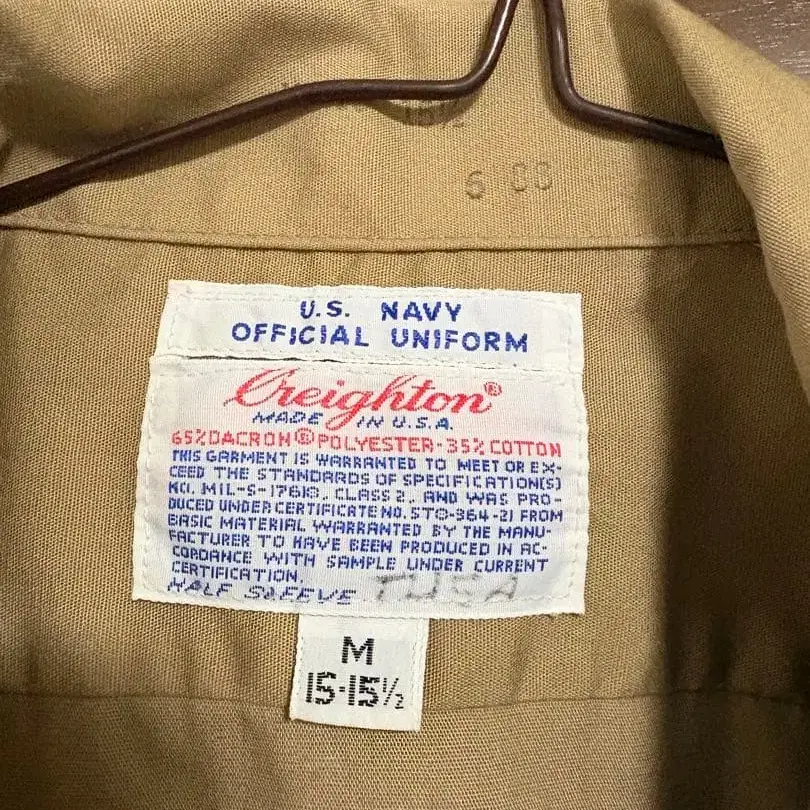 6 88
U.S. NAVY
OFFICIAL UNIFORM
Creighton®
MADE IN U.S.A.
65% DACRON® POLYESTER-35% COTTON
THIS GARMENT IS WARRANTED TO MEET OR EX-
CEED THE STANDARDS OF SPECIFICATION(S)
NO. MIL-S-1761G, CLASS 2, AND WAS PRO-
DUCED UNDER CERTIFICATE NO. STO-364-21 FROM
BASIC MATERIAL WARRANTED BY THE MANU-
FACTURER TO HAVE BEEN PRODUCED IN AC-
CORDANCE WITH SAMPLE UNDER CURRENT
CERTIFICATION.
HALF SLEEVE
M
15-15½